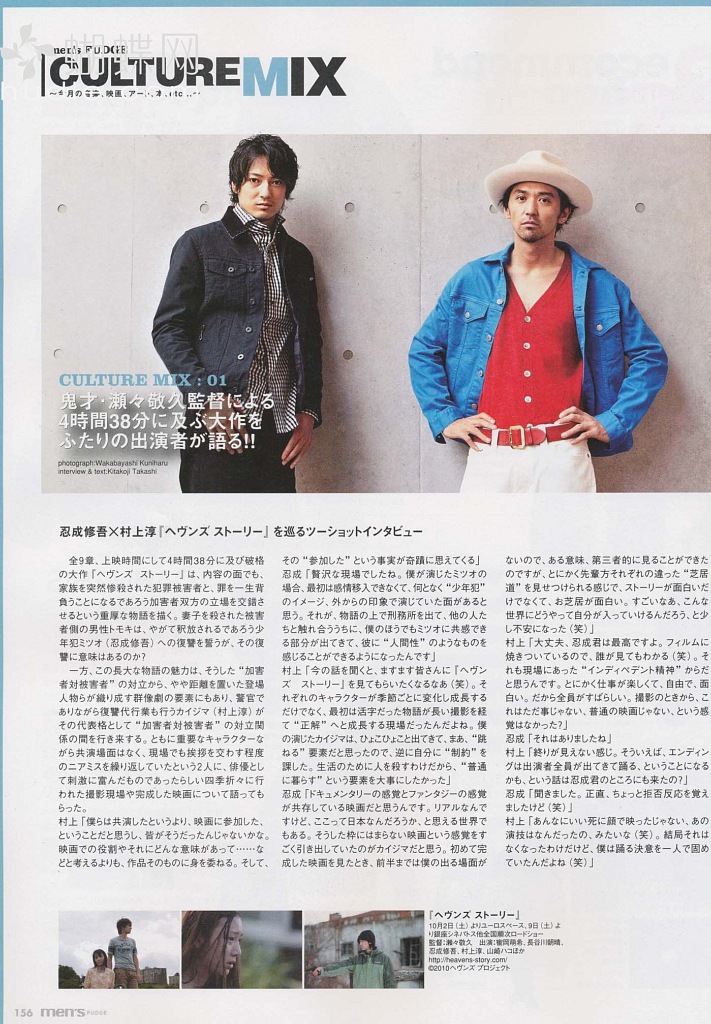 蝴蝶网
men's FUDGE
CULTURE MIX
CULTURE MIX : 01
鬼才・瀬々敬久監督による
4時間38分に及ぶ大作を
ふたりの出演者が語る!!
photograph:Wakabayashi Kuniharu
interview & text:Kitakoji Takashi
忍成修吾×村上淳『ヘヴンズ ストーリー』を巡るツーショットインタビュー
全9章、上映時間にして4時間38分に及び破格
の大作『ヘヴンズ ストーリー』は、内容の面でも、
家族を突然惨殺された犯罪被害者と、罪を一生背
負うことになるであろう加害者双方の立場を交錯さ
せるという重厚な物語を描く。妻子を殺された被害
者側の男性トモキは、やがて釈放されるであろう少
年犯ミツオ(忍成修吾)への復讐を誓うが、その復
讐に意味はあるのか?
一方、この長大な物語の魅力は、そうした“加害
者対被害者”の対立から、やや距離を置いた登場
人物らが織り成す群像劇の要素にもあり、警官で
ありながら復讐代行業も行うカイジマ(村上淳)が
その代表格として“加害者対被害者”の対立関
係の間を行き来する。ともに重要なキャラクターな
がら共演場面はなく、現場でも挨拶を交わす程度
のニアミスを繰り返していたという2人に、俳優とし
て刺激に富んだものであったらしい四季折々に行
われた撮影現場や完成した映画について語っても
らった。
村上「僕らは共演したというより、映画に参加した、
ということだと思うし、皆がそうだったんじゃないかな。
映画での役割やそれにどんな意味があって……な
どと考えるよりも、作品そのものに身を委ねる。そして、
その“参加した”という事実が奇蹟に思えてくる」
忍成「贅沢な現場でしたね。僕が演じたミツオの
場合、最初は感情移入できなくて、何となく“少年犯”
のイメージ、外からの印象で演じていた面があると
思う。それが、物語の上で刑務所を出て、他の人た
ちと触れ合ううちに、僕のほうでもミツオに共感でき
る部分が出てきて、彼に“人間性”のようなものを
感じることができるようになったんです」
村上「今の話を聞くと、ますます皆さんに『ヘヴン
ズ ストーリー』を見てもらいたくなるなあ(笑)。そ
れぞれのキャラクターが季節ごとに変化し成長する
だけでなく、最初は活字だった物語が長い撮影を経
て“正解”へと成長する現場だったんだよね。僕
の演じたカイジマは、ひょこひょこと出てきて、まあ、“跳
ねる”要素だと思ったので、逆に自分に“制約”を
課した。生活のために人を殺すわけだから、“普通
に暮らす”という要素を大事にしたかった」
忍成「ドキュメンタリーの感覚とファンタジーの感覚
が共存している映画だと思うんです。リアルなんで
すけど、ここって日本なんだろうか、と思える世界で
もある。そうした枠にはまらない映画という感覚をす
ごく引き出していたのがカイジマだと思う。初めて完
成した映画を見たとき、前半までは僕の出る場面が
ないので、ある意味、第三者的に見ることができた
のですが、とにかく先輩方それぞれの違った“芝居
道”を見せつけられる感じで、ストーリーが面白いだ
けでなくて、お芝居が面白い。すごいなあ、こんな
世界にどうやって自分が入っていけるんだろう、と少
し不安になった(笑)」
村上「大丈夫、忍成君は最高ですよ。フィルムに
焼きついているので、誰が見てもわかる(笑)。そ
れも現場にあった“インディペンデント精神”からだ
と思うんです。とにかく仕事が楽しくて、自由で、面
白い。だから全員がすばらしい。撮影のときから、こ
れはただ事じゃない、普通の映画じゃない、という感
覚はなかった?」
忍成「それはありましたね」
村上「終りが見えない感じ。そういえば、エンディン
グは出演者全員が出てきて踊る、ということになる
かも、という話は忍成君のところにも来たの?」
忍成「聞きました。正直、ちょっと拒否反応を覚え
ましたけど(笑)」
村上「あんなにいい死に顔で映ったじゃない、あの
演技はなんだったの、みたいな(笑)。結局それは
なくなったわけだけど、僕は踊る決意を一人で固め
ていたんだよね(笑)」
『ヘヴンズ ストーリー』
10月2日(土)よりユーロスペース、9日(土)よ
り銀座シネパトス他全国順次ロードショー
監督:瀬々敬久 出演:寉岡萌希、長谷川朝晴、
忍成修吾、村上淳、山崎ハコほか
http://heavens-story.com/
©2010ヘヴンズ プロジェクト
156 men's FUDGE